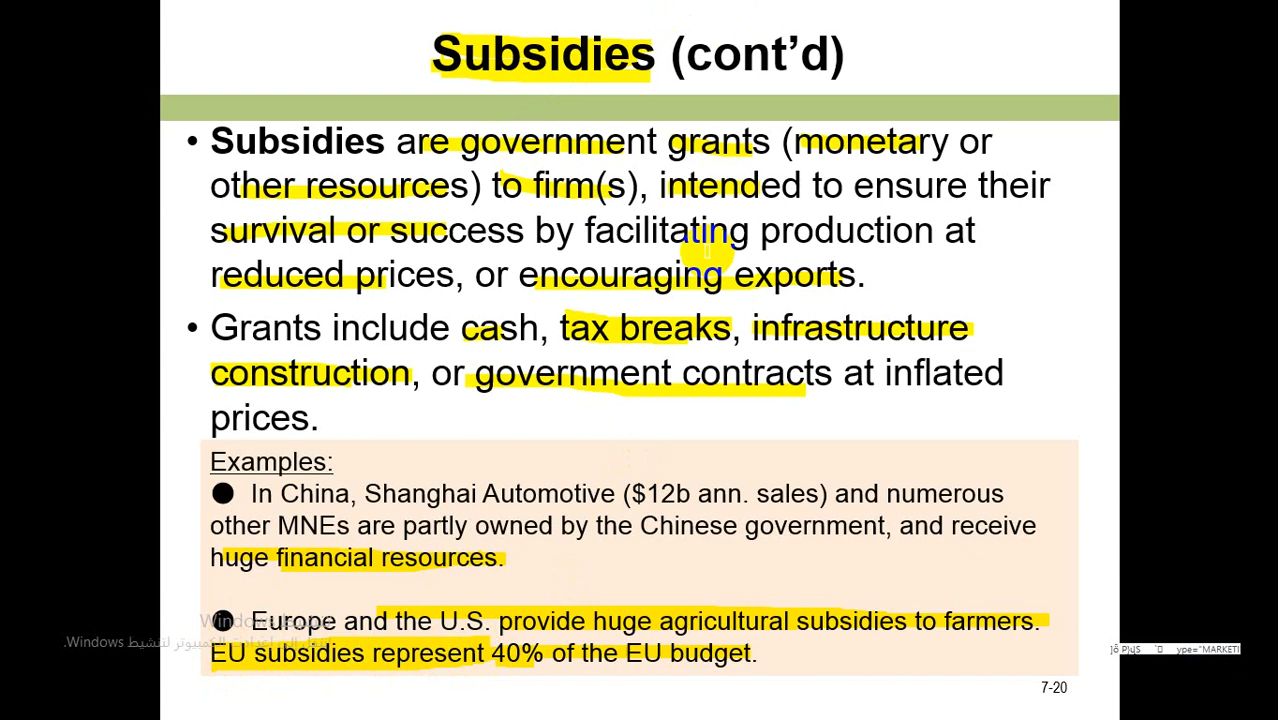 Subsidies (cont’d)
• Subsidies are government grants (monetary or
other resources) to firm(s), intended to ensure their
survival or success by facilitating production at
reduced prices, or encouraging exports.
• Grants include cash, tax breaks, infrastructure
construction, or government contracts at inflated
prices.
Examples:
● In China, Shanghai Automotive ($12b ann. sales) and numerous
other MNEs are partly owned by the Chinese government, and receive
huge financial resources.
● Europe and the U.S. provide huge agricultural subsidies to farmers.
EU subsidies represent 40% of the EU budget.
Windows
الكمبيوتر لتنشيط Windows.
ype="MARKETI
7-20